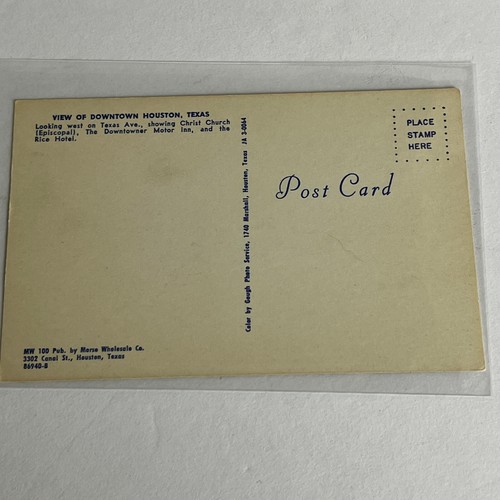 VIEW OF DOWNTOWN HOUSTON, TEXAS
Looking west on Texas Ave., showing Christ Church
(Episcopal), The Downtowner Motor Inn, and the
Rice Hotel.
MW 100 Pub. by Morse Wholesale Co.
3302 Canal St., Houston, Texas
86940-B
Color by Gough Photo Service, 1740 Marshall, Houston, Texas JA 3-0064
Post Card
PLACE
STAMP
HERE